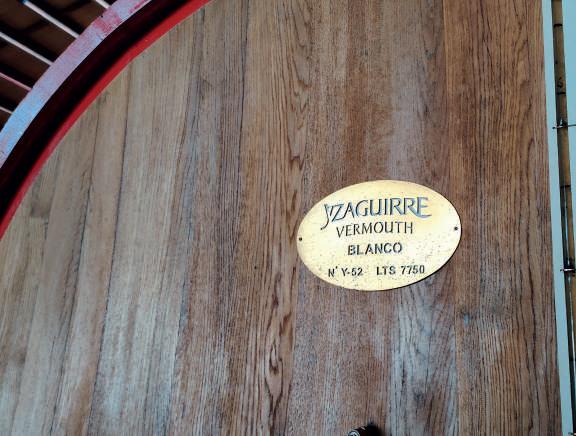 YZAGUIRRE
VERMOUTH
BLANCO
Nº Y-52 LTS 7750